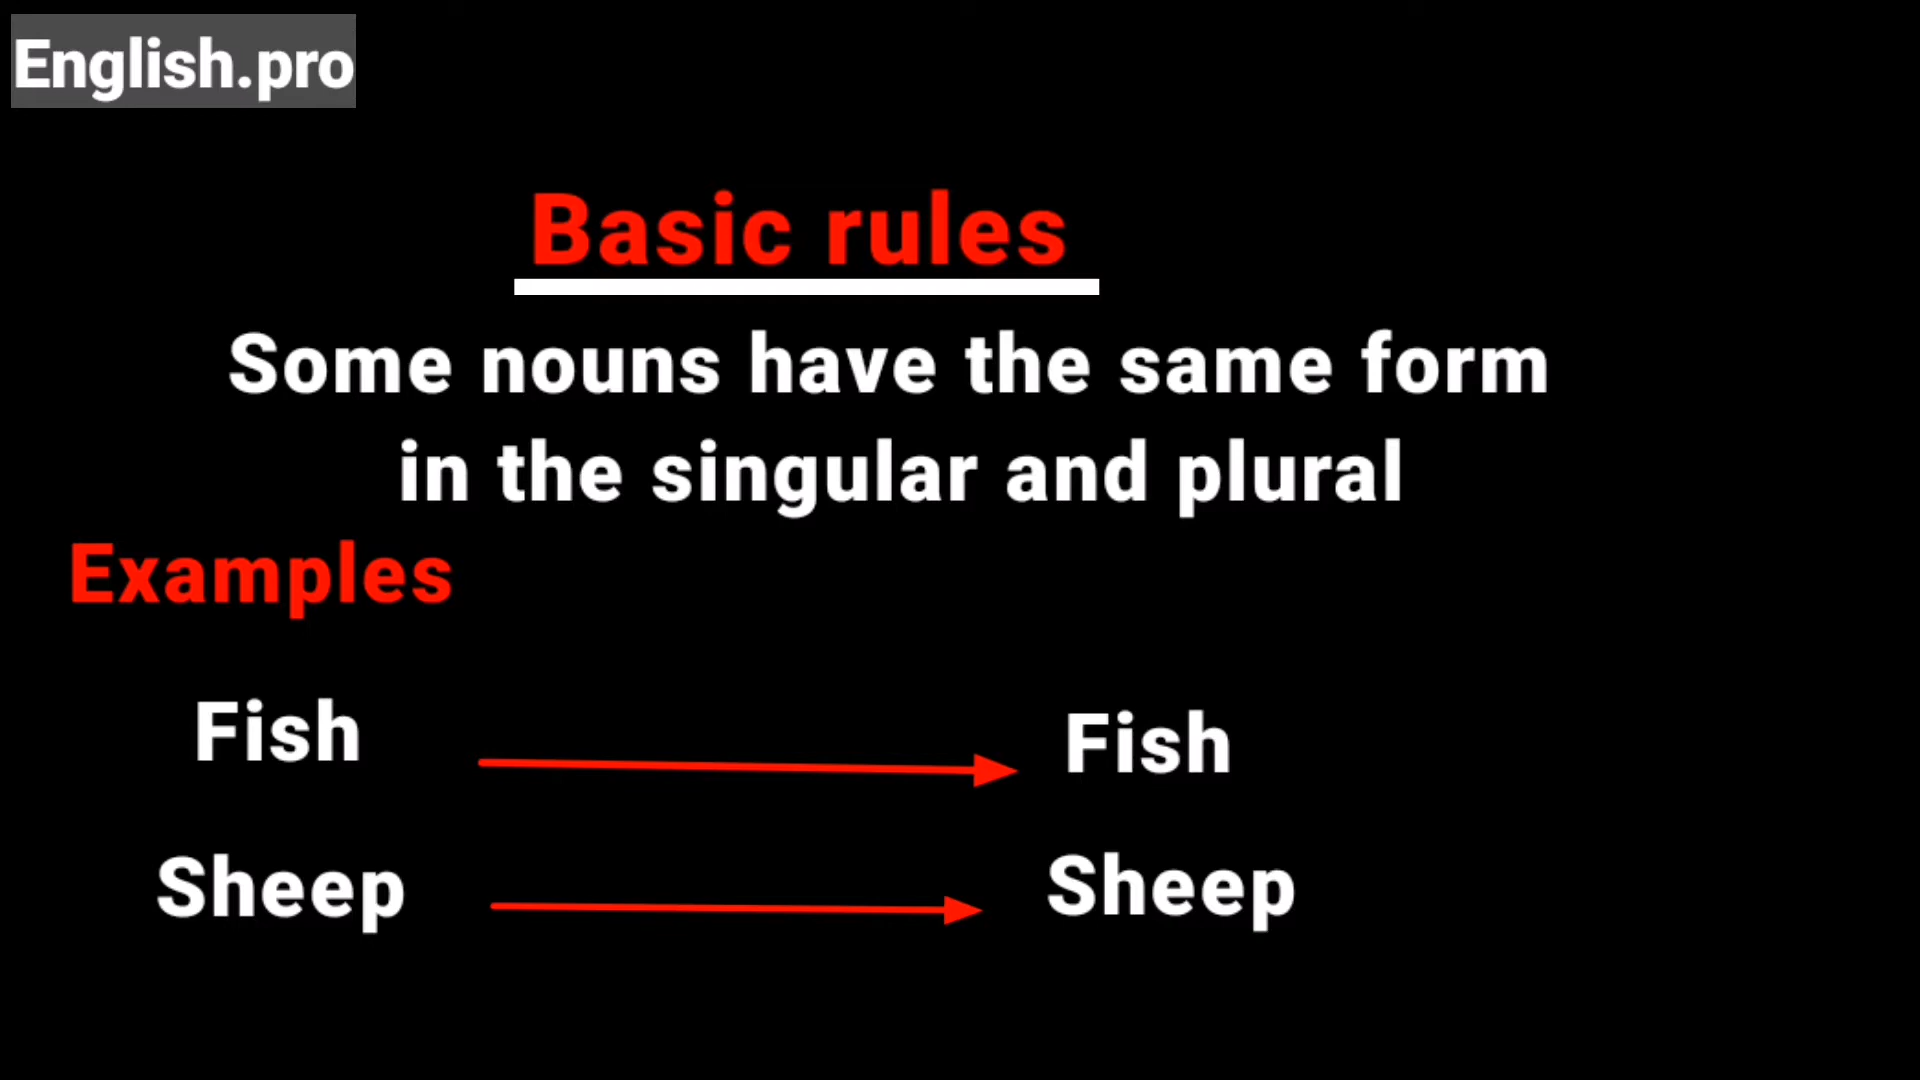 English.pro
Basic rules
Some nouns have the same form
in the singular and plural
Examples
Fish Fish
Sheep Sheep